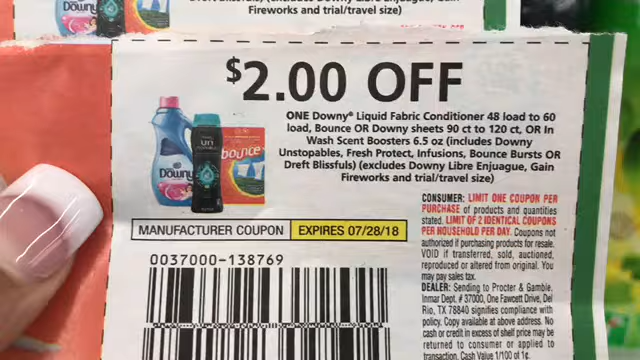 Fireworks and trial/travel size)
Downy
$2.00 OFF
ONE Downy® Liquid Fabric Conditioner 48 load to 60
load, Bounce OR Downy sheets 90 ct to 120 ct, OR In
Wash Scent Boosters 6.5 oz (includes Downy
Unstopables, Fresh Protect, Infusions, Bounce Bursts OR
Dreft Blissfuls) (excludes Downy Libre Enjuague, Gain
Fireworks and trial/travel size)
Downy
un
bounce
MANUFACTURER COUPON EXPIRES 07/28/18
0037000-138769
CONSUMER: LIMIT ONE COUPON PER
PURCHASE of products and quantities
stated. LIMIT OF 2 IDENTICAL COUPONS
PER HOUSEHOLD PER DAY. Coupons not
authorized if purchasing products for resale.
VOID if transferred, sold, auctioned,
reproduced or altered from original. You
may pay sales tax.
DEALER: Sending to Procter & Gamble,
Inmar Dept. # 37000, One Fawcett Drive, Del
Rio, TX 78840 signifies compliance with
policy. Copy available at above address. No
cash or credit in excess of shelf price may be
returned to consumer or applied to
transaction. Cash Value 1/100 of 1¢.